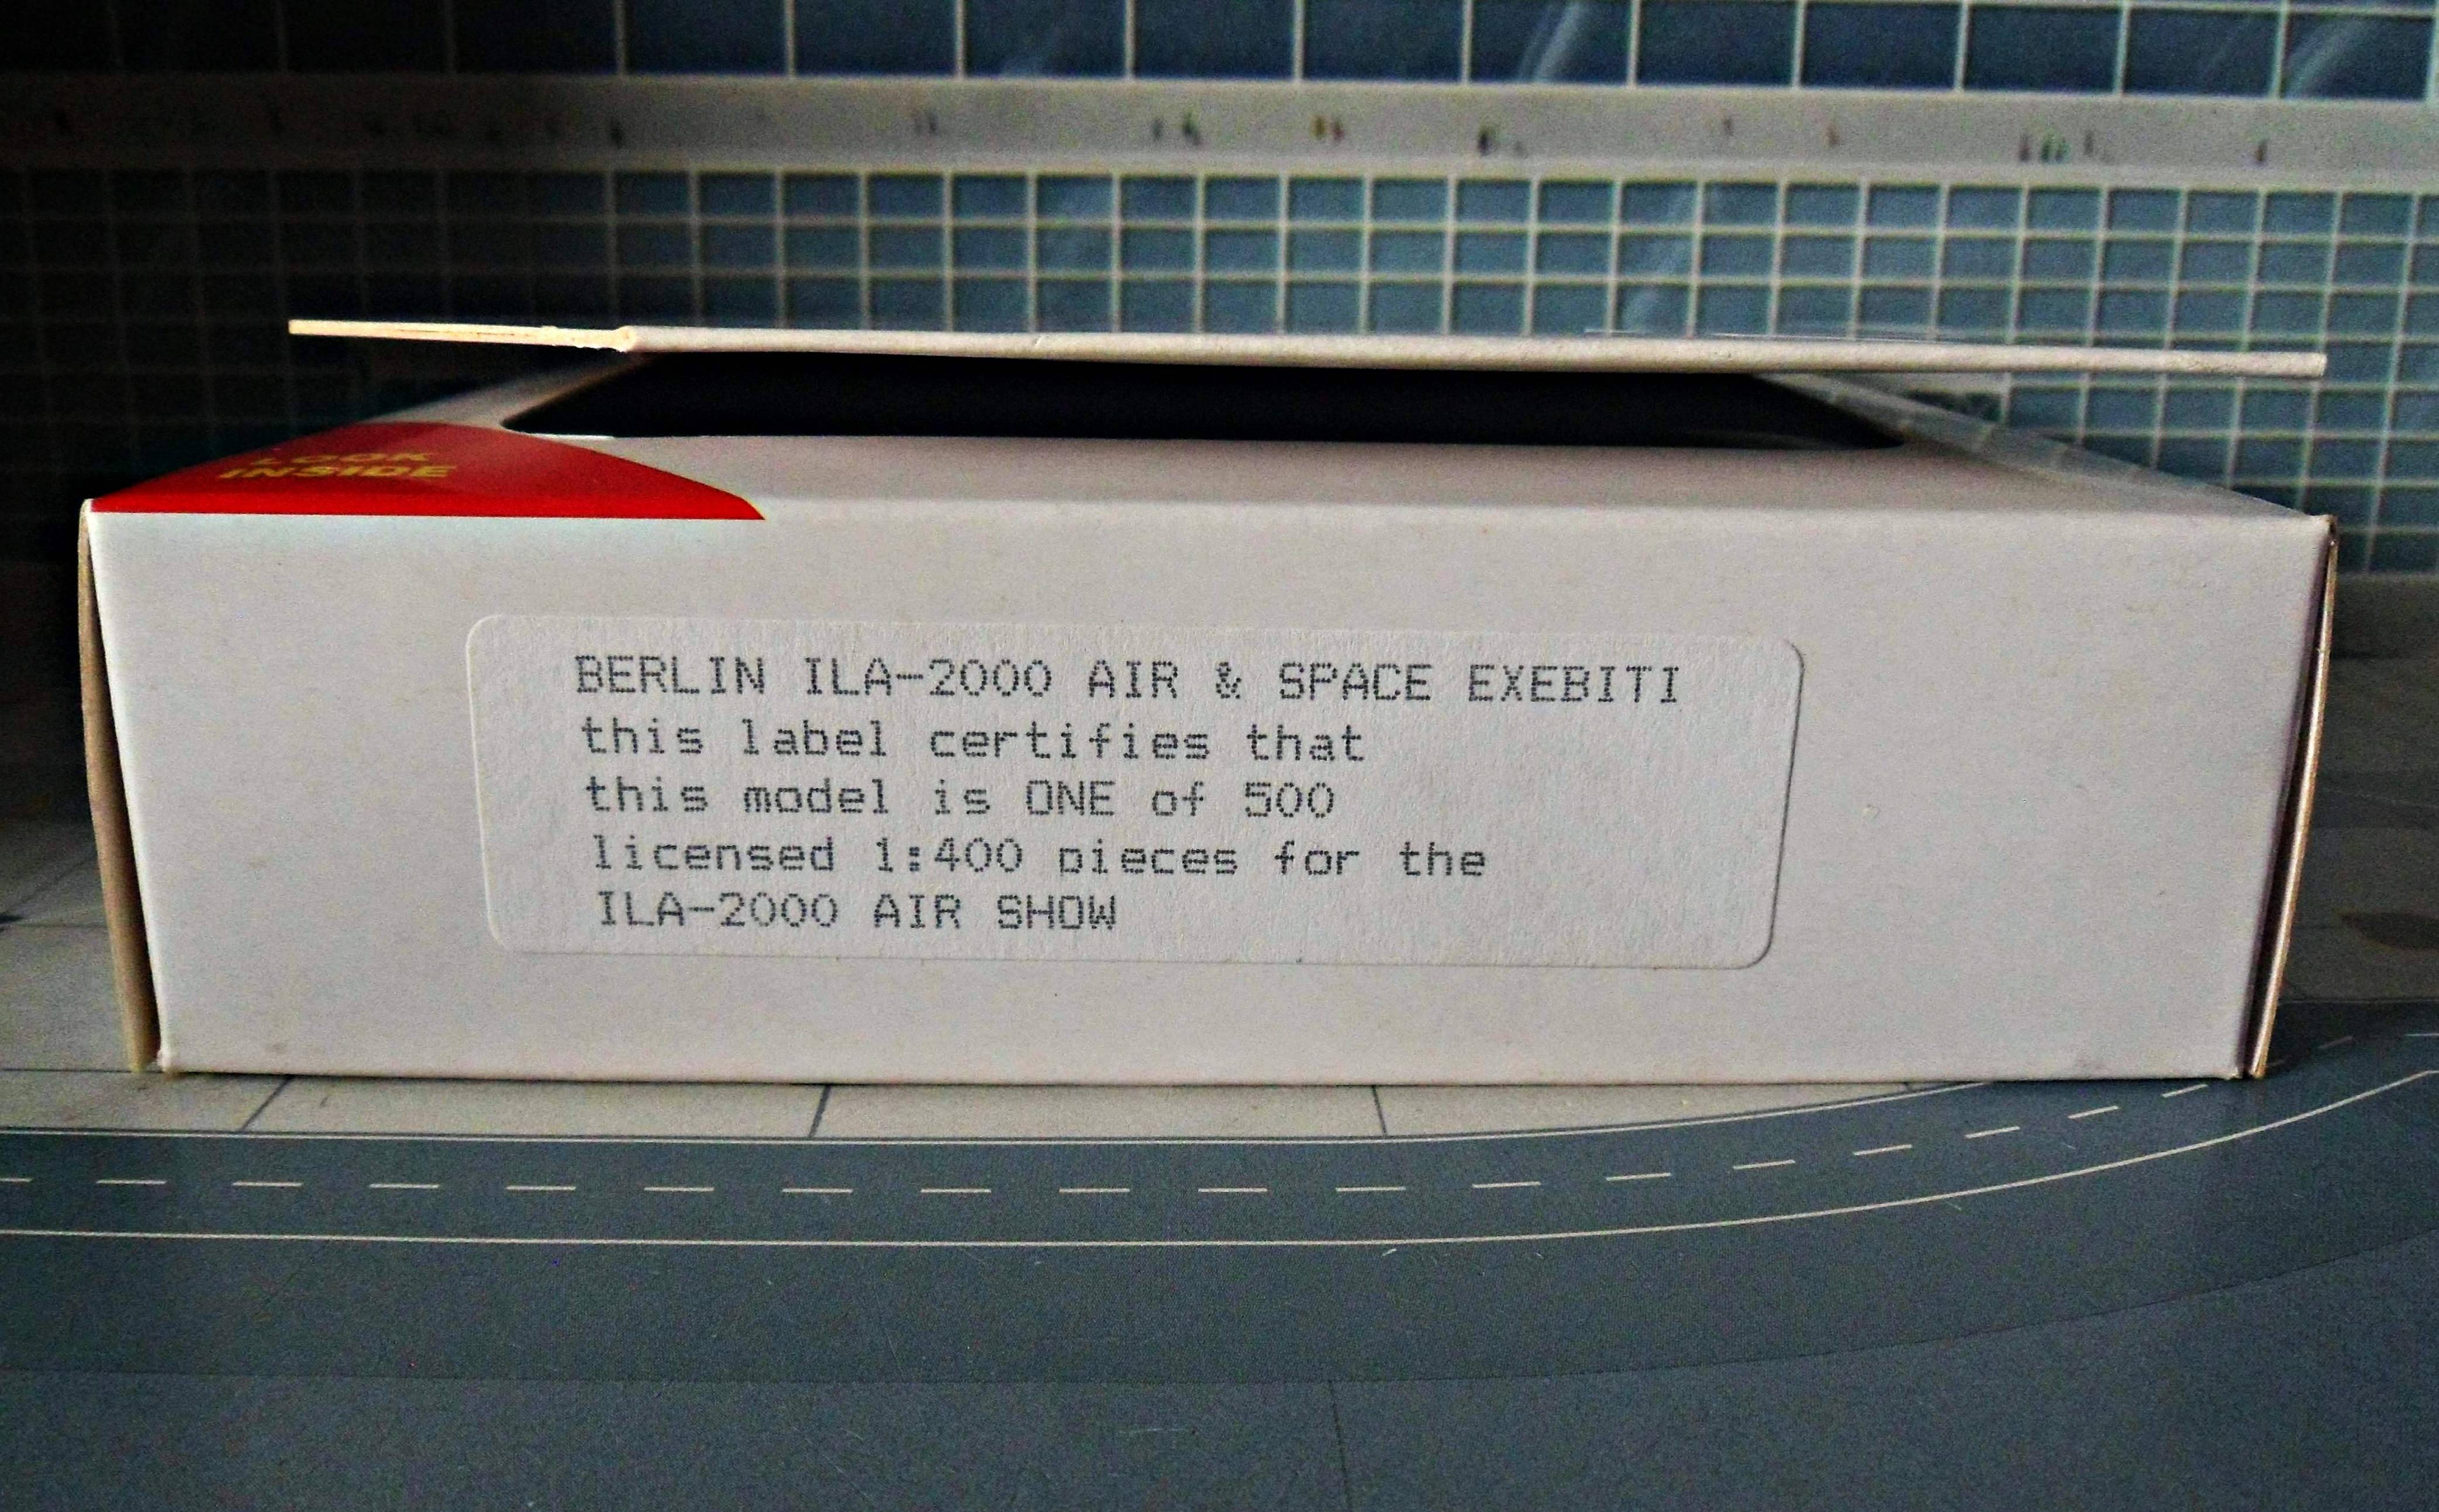 LOOK
INSIDE
BERLIN ILA-2000 AIR & SPACE EXEBITI
this label certifies that
this model is ONE of 500
licensed 1:400 pieces for the
ILA-2000 AIR SHOW